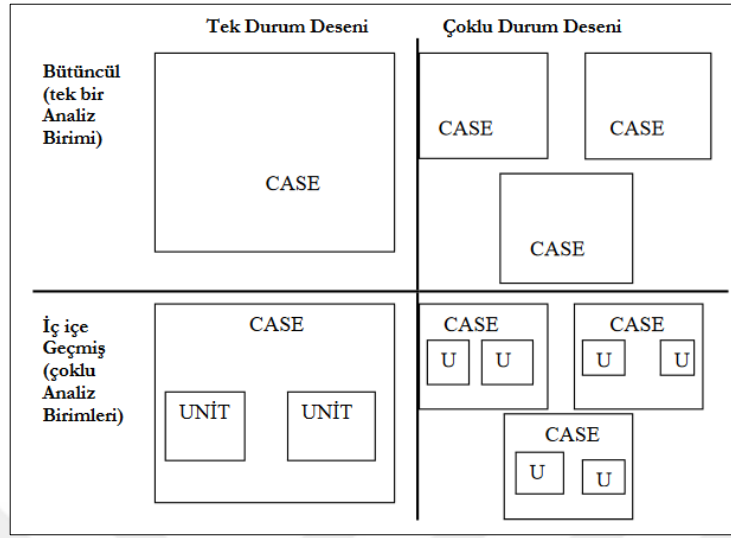 Tek Durum Deseni
Çoklu Durum Deseni
Bütüncül
(tek bir
Analiz
Birimi)
CASE
CASE
CASE
CASE
İç içe
Geçmiş
(çoklu
Analiz
Birimleri)
CASE
UNİT
UNİT
CASE
U
U
CASE
U
U
CASE
U
U